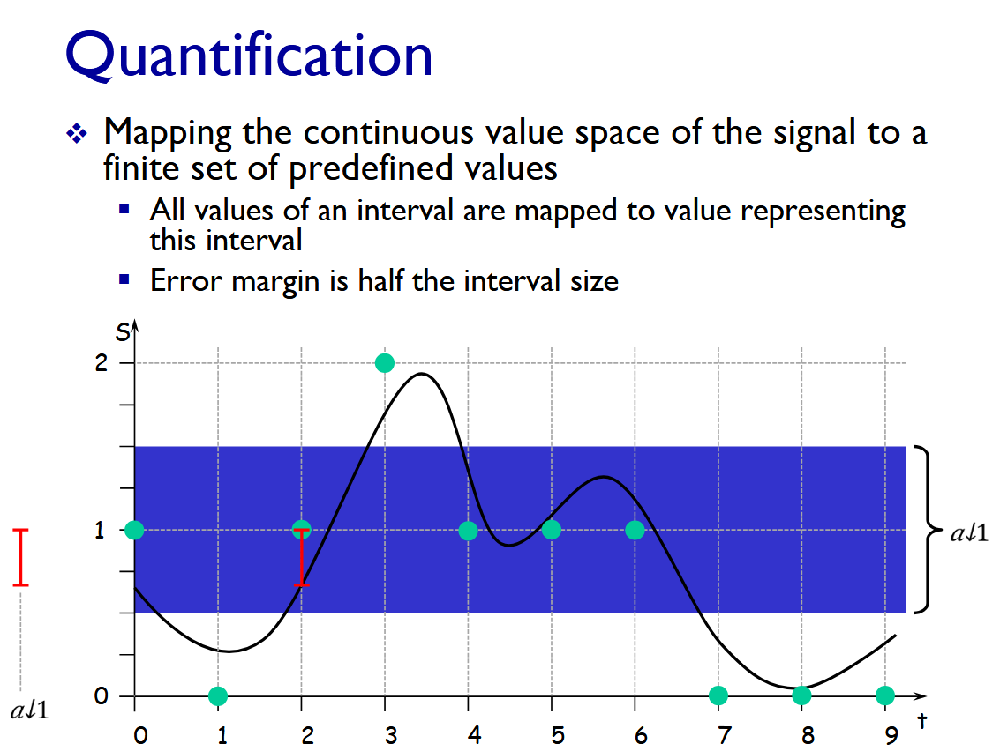 Quantification
❖ Mapping the continuous value space of the signal to a
finite set of predefined values
▪ All values of an interval are mapped to value representing
this interval
▪ Error margin is half the interval size
S
2
1
0
a↓1
a↓1
0 1 2 3 4 5 6 7 8 9
t